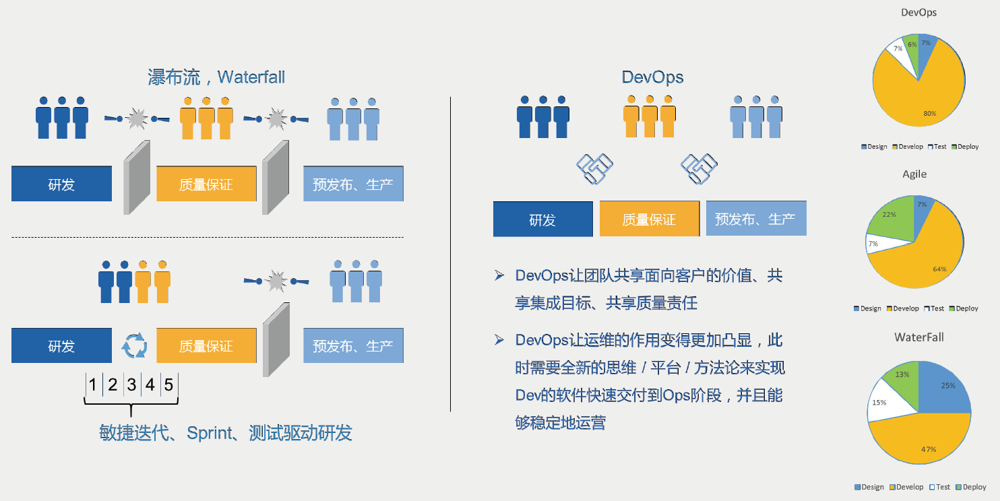 瀑布流，Waterfall
研发
质量保证
预发布、生产
研发
质量保证
预发布、生产
1 2 3 4 5
敏捷迭代、Sprint、测试驱动研发
DevOps
研发
质量保证
预发布、生产
DevOps让团队共享面向客户的价值、共
享集成目标、共享质量责任
DevOps让运维的作用变得更加凸显，此
时需要全新的思维 / 平台 / 方法论来实现
Dev的软件快速交付到Ops阶段，并且能
够稳定地运营
DevOps
7%
6%
7%
80%
Design Develop Test Deploy
Agile
7%
22%
7%
64%
Design Develop Test Deploy
WaterFall
13%
25%
15%
47%
Design Develop Test Deploy